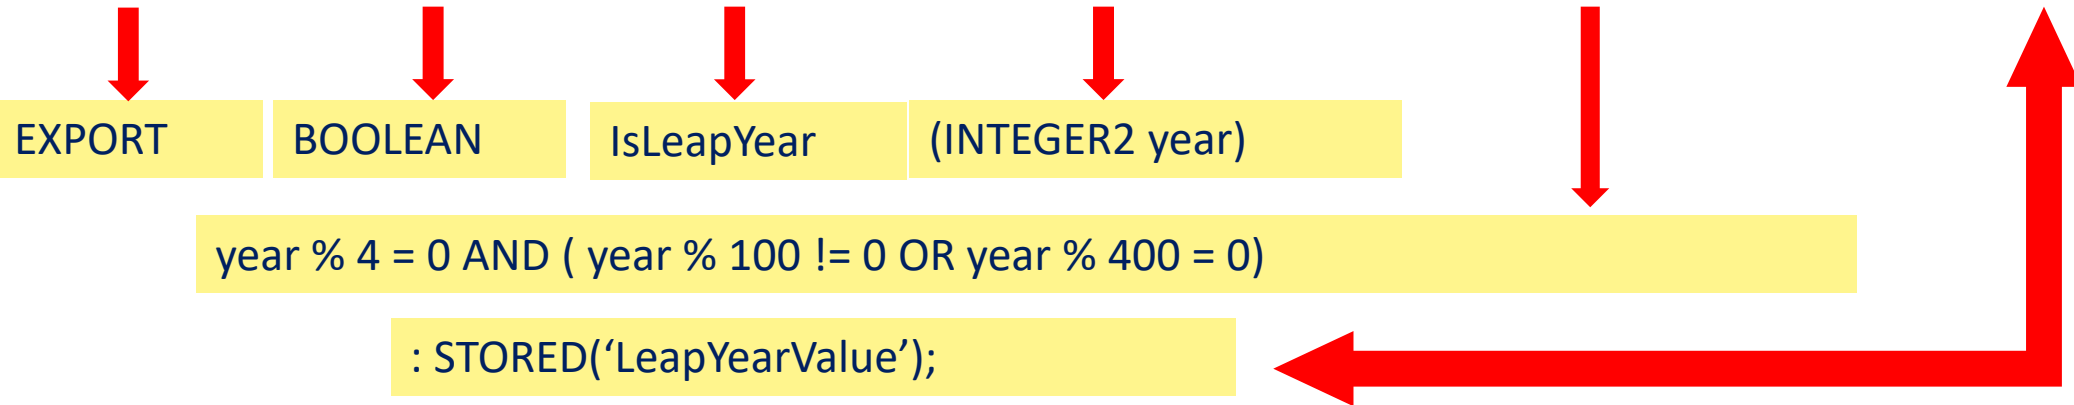 EXPORT BOOLEAN IsLeapYear (INTEGER2 year)
year % 4 = 0 AND ( year % 100 != 0 OR year % 400 = 0)
: STORED(‘LeapYearValue’);